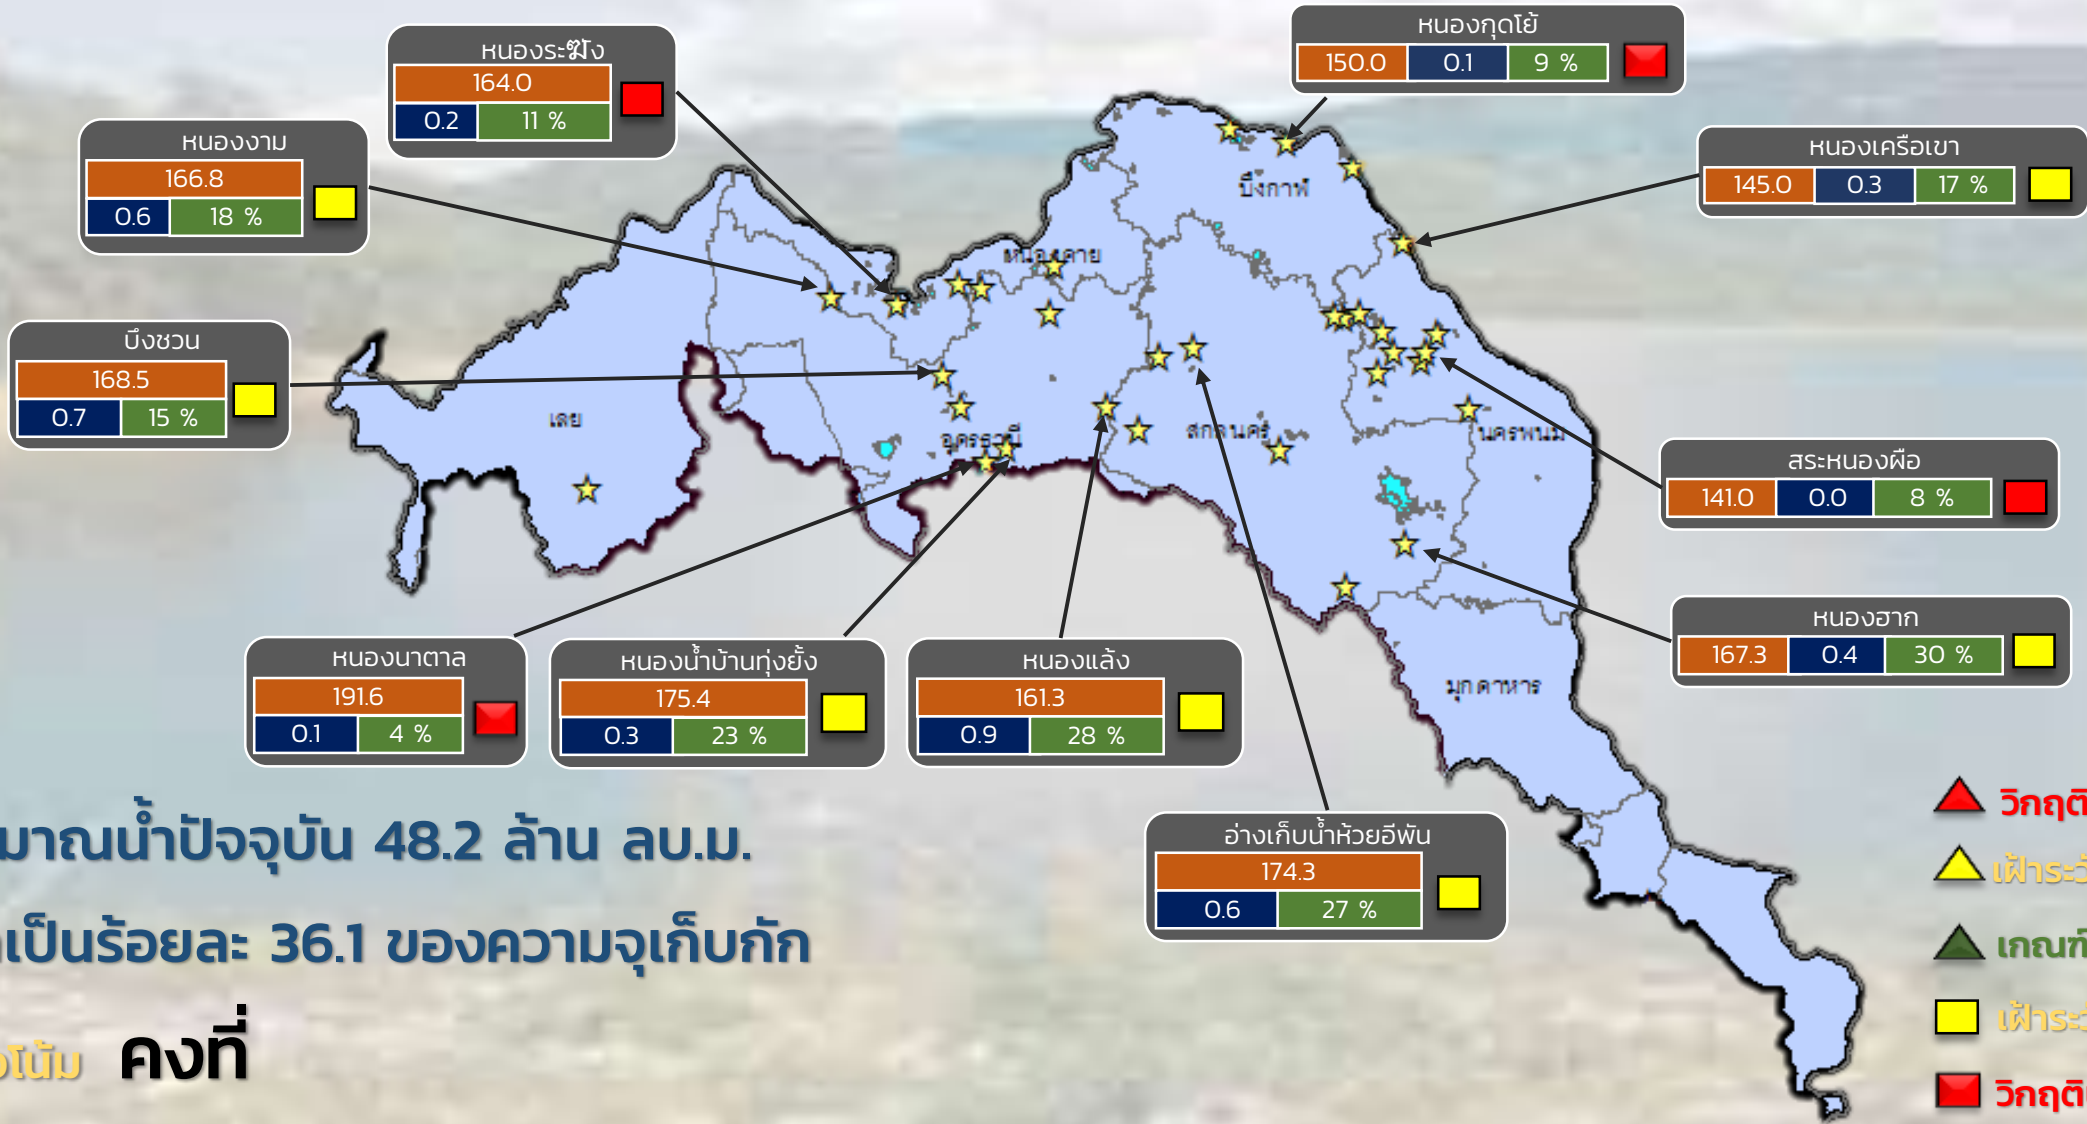 หนองกุดโย้
150.0 0.1 9 %
164.0
0.2 11 %
หนองงาม
166.8
0.6 18 %
หนองเครือเขา
145.0 0.3 17 %
บึงกาฬ
บึงชวน
168.5
0.7 15 %
เลย
อุดรธานี
สกลนคร
นครพนม
สระหนองผือ
141.0 0.0 8 %
หนองฮาก
167.3 0.4 30 %
หนองนาตาล
191.6
0.1 4 %
หนองน้ำบ้านทุ่งยั้ง
175.4
0.3 23 %
หนองแล้ง
161.3
0.9 28 %
มุกดาหาร
อ่างเก็บน้ำห้วยอีพัน
174.3
0.6 27 %
มาณน้ำปัจจุบัน 48.2 ล้าน ลบ.ม.
เป็นร้อยละ 36.1 ของความจุเก็บกัก
โน้ม คงที่
วิกฤติ
เฝ้าระวั
เกณฑ์
เฝ้าระวั
วิกฤติ